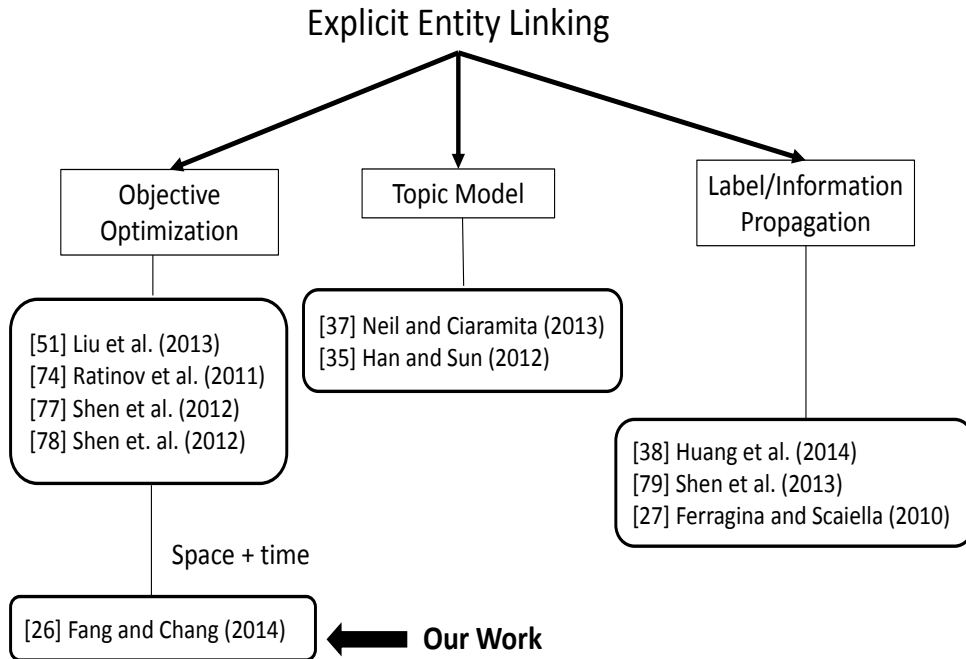 Explicit Entity Linking
Objective
Optimization
Topic Model
Label/Information
Propagation
[51] Liu et al. (2013)
[74] Ratinov et al. (2011)
[77] Shen et al. (2012)
[78] Shen et. al. (2012)
[37] Neil and Ciaramita (2013)
[35] Han and Sun (2012)
[38] Huang et al. (2014)
[79] Shen et al. (2013)
[27] Ferragina and Scaiella (2010)
Space + time
[26] Fang and Chang (2014)
Our Work